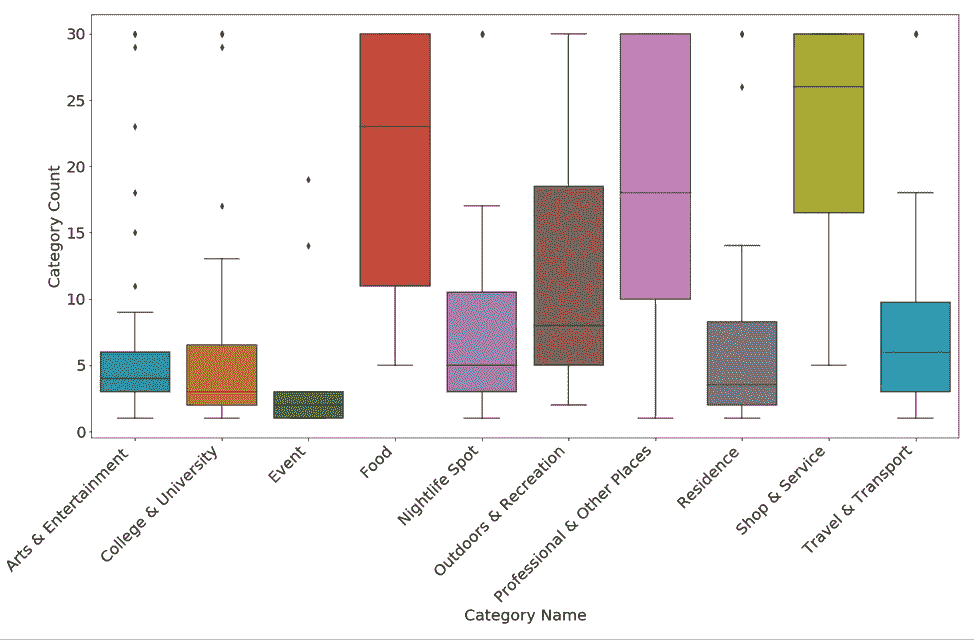 30
25
20
15
10
5
0
Category Count
Arts & Entertainment
College & University
Event
Food
Nightlife Spot
Outdoors & Recreation
Professional & Other Places
Residence
Shop & Service
Travel & Transport
Category Name